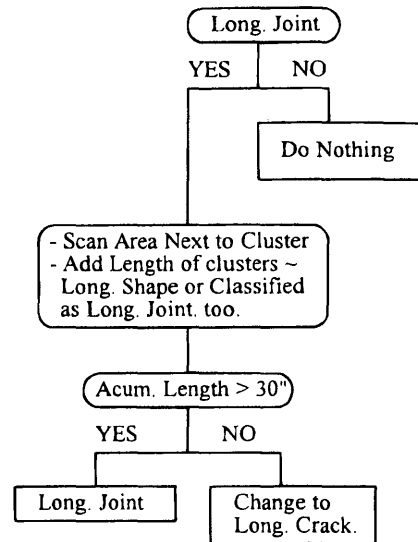 Long. Joint
YES NO
Do Nothing
- Scan Area Next to Cluster
- Add Length of clusters ~
Long. Shape or Classified
as Long. Joint. too.
Acum. Length > 30"
YES NO
Long. Joint
Change to
Long. Crack.